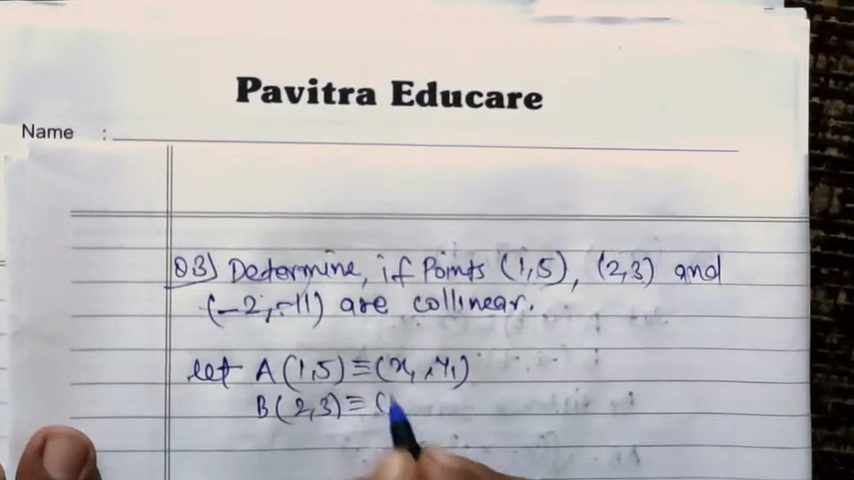 Pavitra Educare
Name :
Q3) Determine, if Points (1,5), (2,3) and
(-2,-11) are collinear.
let A(1,5)≡(x₁,y₁)
B(2,3)≡(